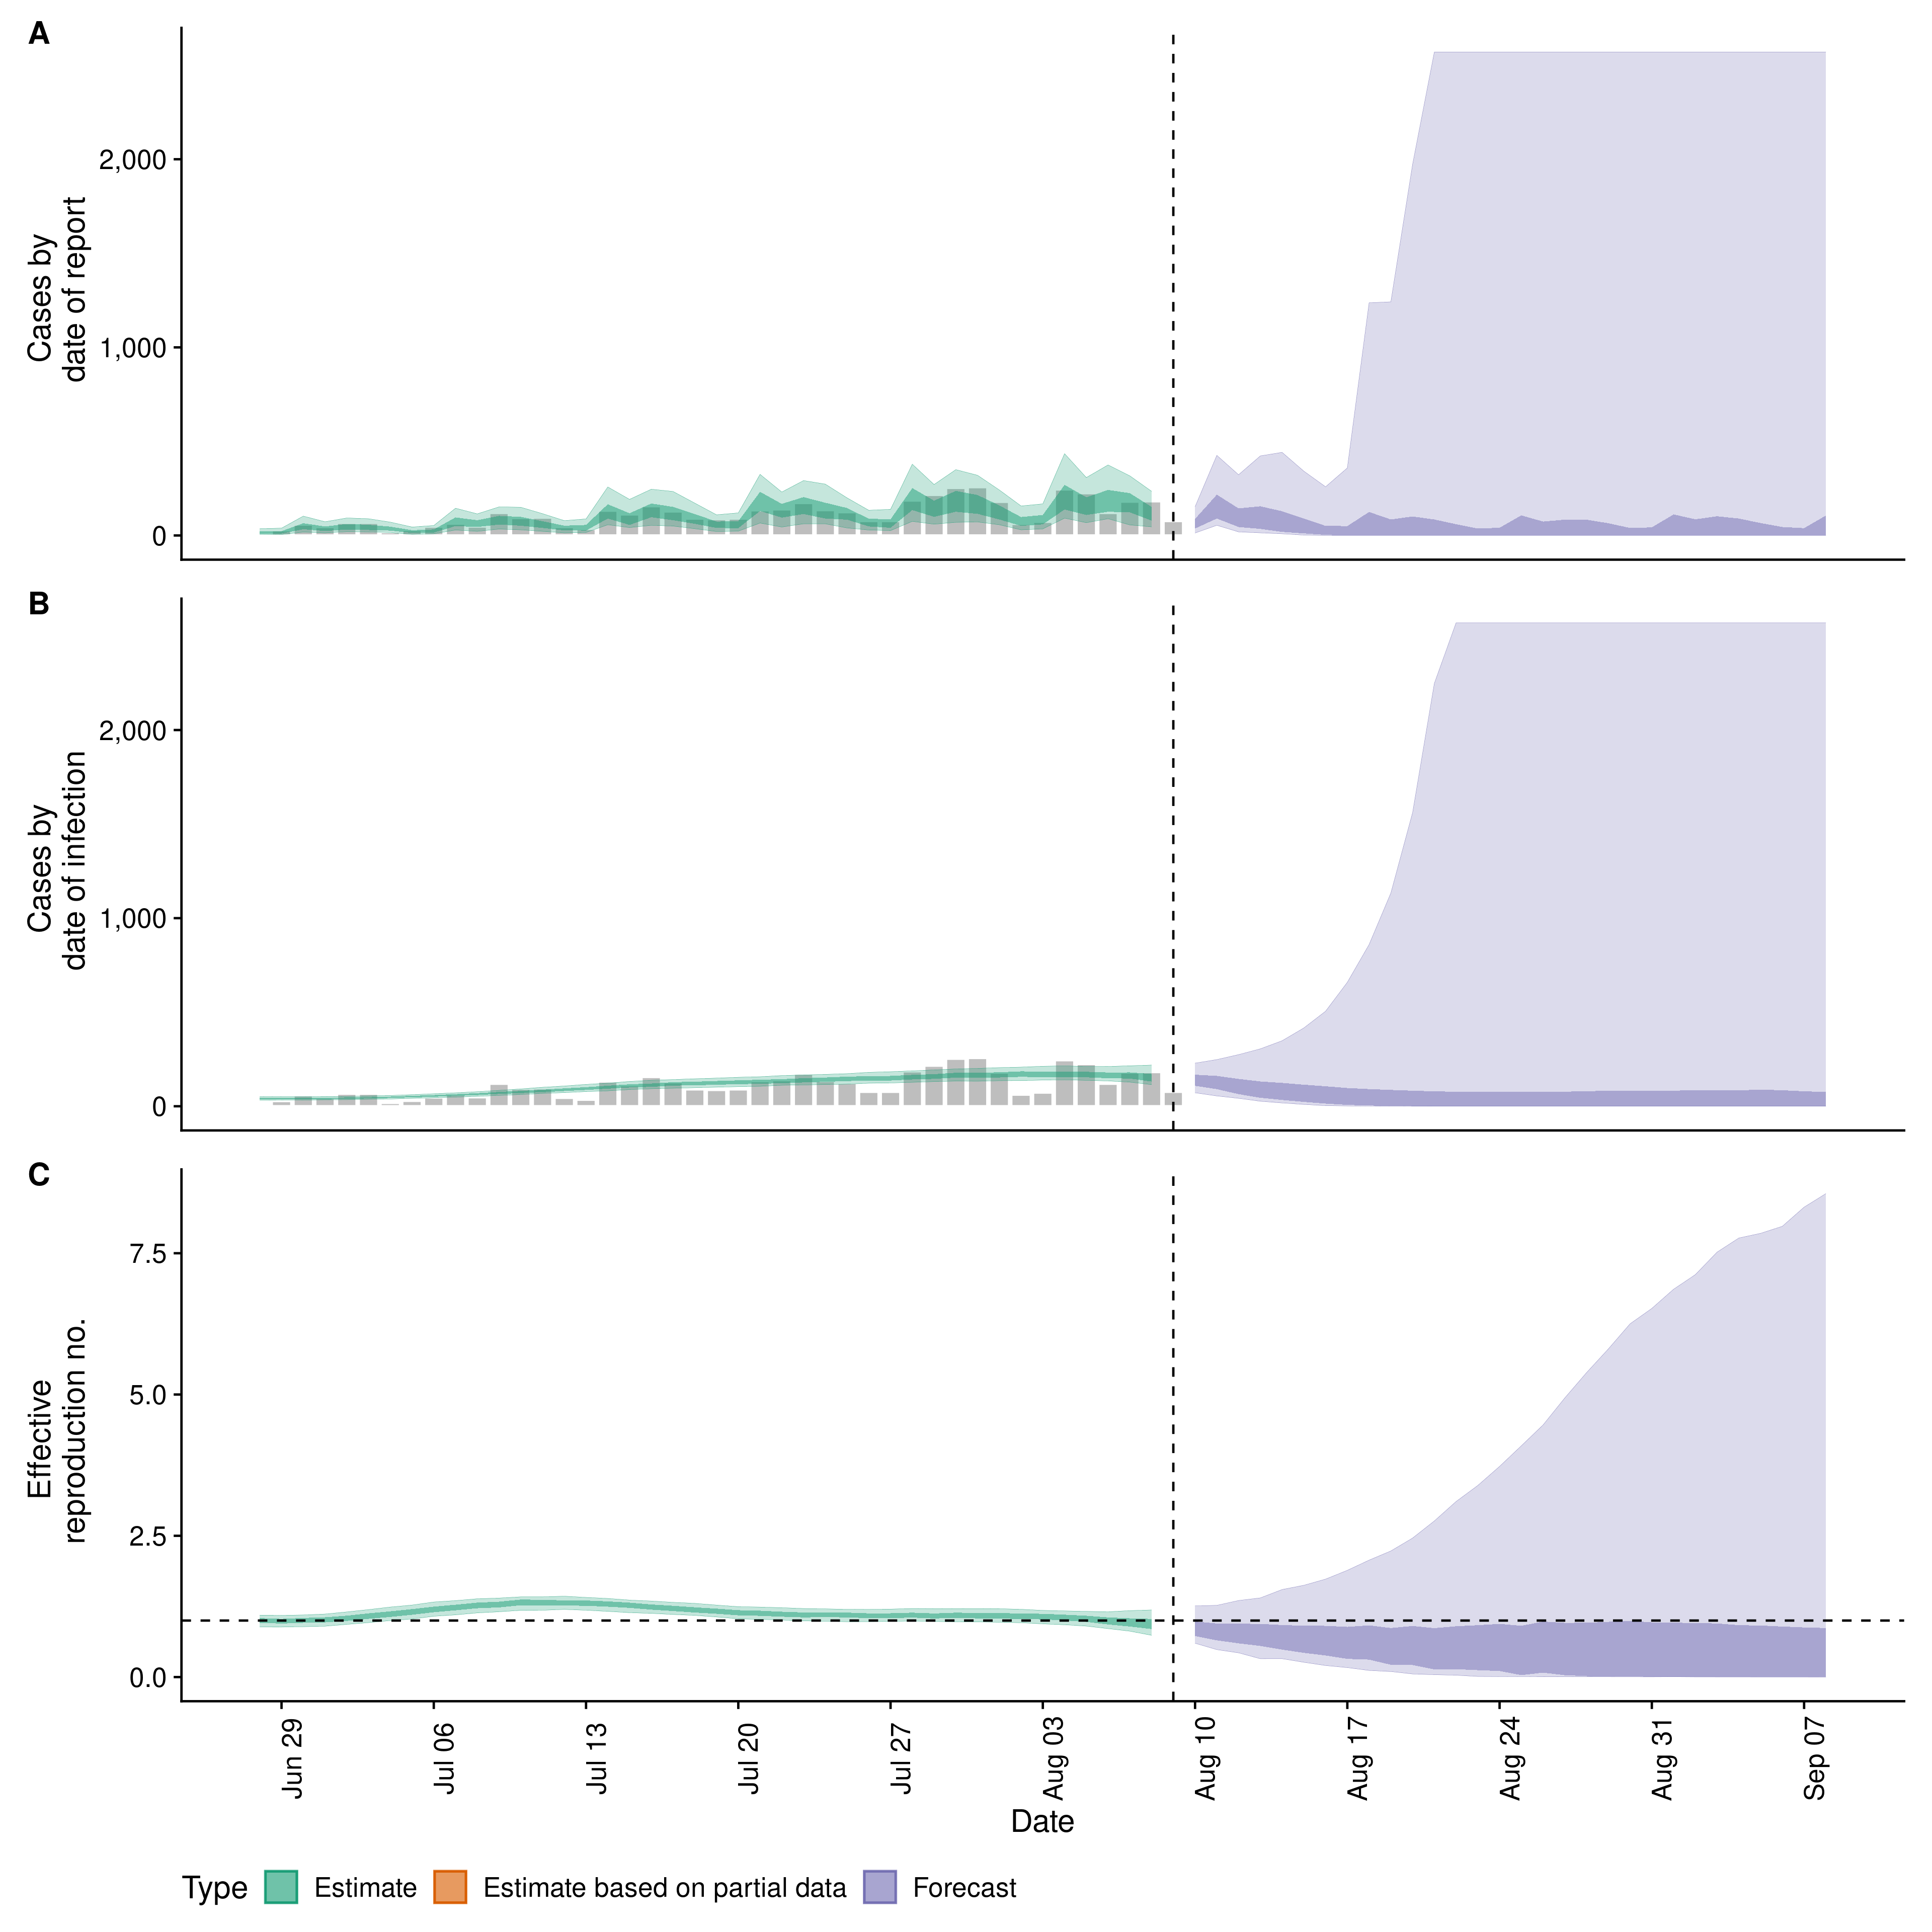 A
Cases by
date of report
2,000
1,000
0
B
Cases by
date of infection
2,000
1,000
0
C
Effective
reproduction no.
7.5
5.0
2.5
0.0
Jun 29
Jul 06
Jul 13
Jul 20
Jul 27
Aug 03
Aug 10
Aug 17
Aug 24
Aug 31
Sep 07
Date
Type Estimate Estimate based on partial data Forecast